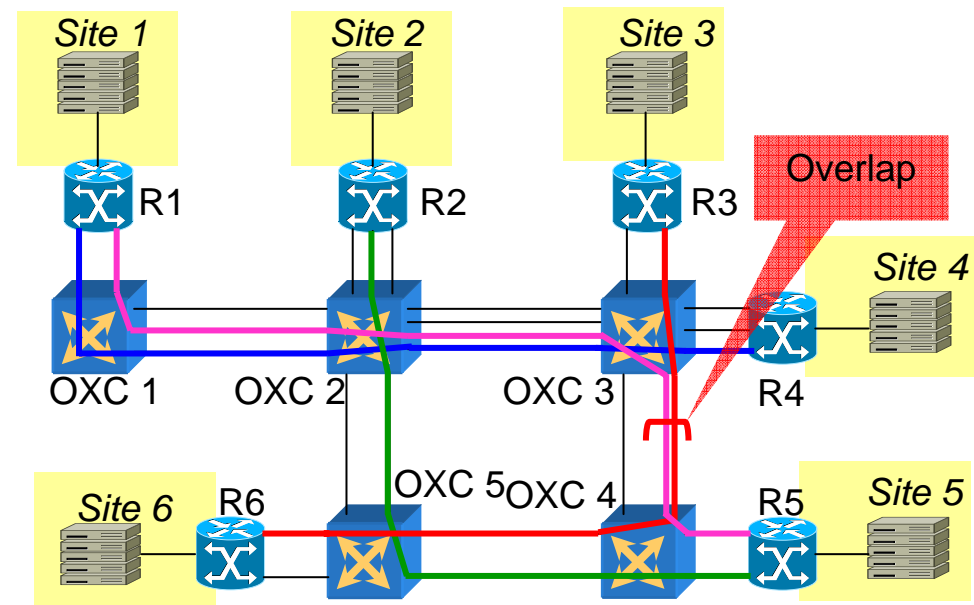 Site 1
Site 2
Site 3
Overlap
R1
R2
R3
Site 4
OXC 1
OXC 2
OXC 3
R4
OXC 5
OXC 4
Site 6
R6
R5
Site 5